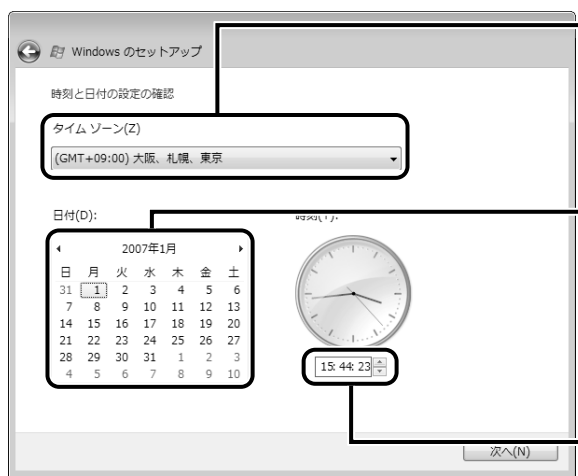 Windows のセットアップ
時刻と日付の設定の確認
タイム ゾーン(Z)
(GMT+09:00) 大阪、札幌、東京
日付(D):
時刻(T):
2007年1月
日 月 火 水 木 金 土
31 1 2 3 4 5 6
7 8 9 10 11 12 13
14 15 16 17 18 19 20
21 22 23 24 25 26 27
28 29 30 31 1 2 3
4 5 6 7 8 9 10
15: 44: 23
次へ(N)